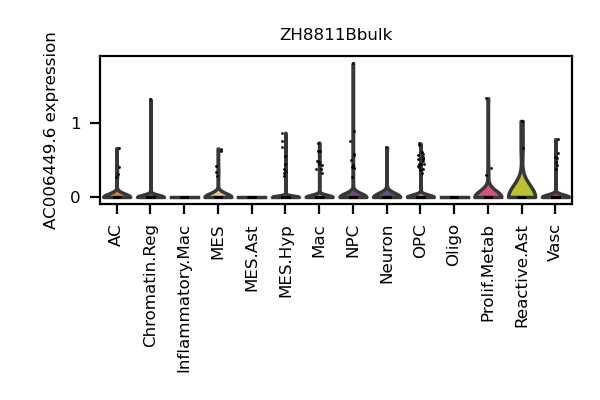 ZH8811Bbulk
AC006449.6 expression
1
0
AC
Chromatin.Reg
Inflammatory.Mac
MES
MES.Ast
MES.Hyp
Mac
NPC
Neuron
OPC
Oligo
Prolif.Metab
Reactive.Ast
Vasc